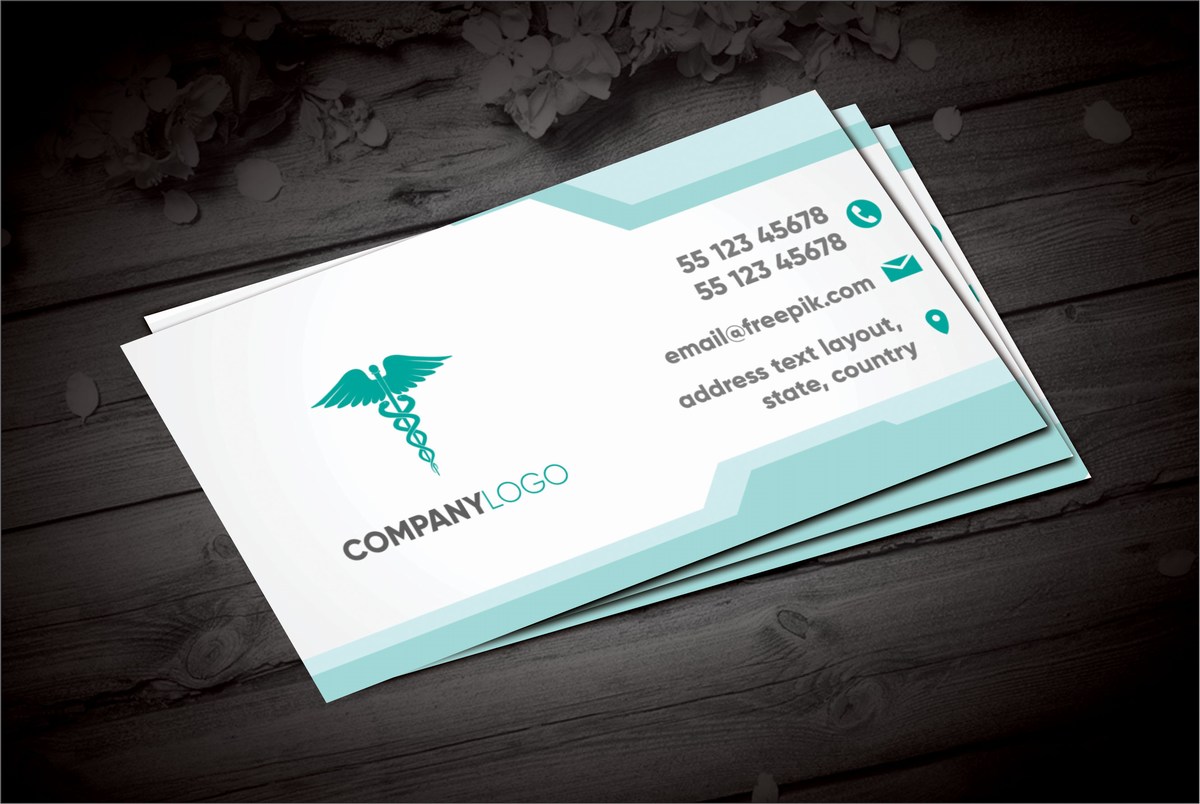 COMPANYLOGO
55 123 45678
55 123 45678
email@freepik.com
address text layout,
state, country